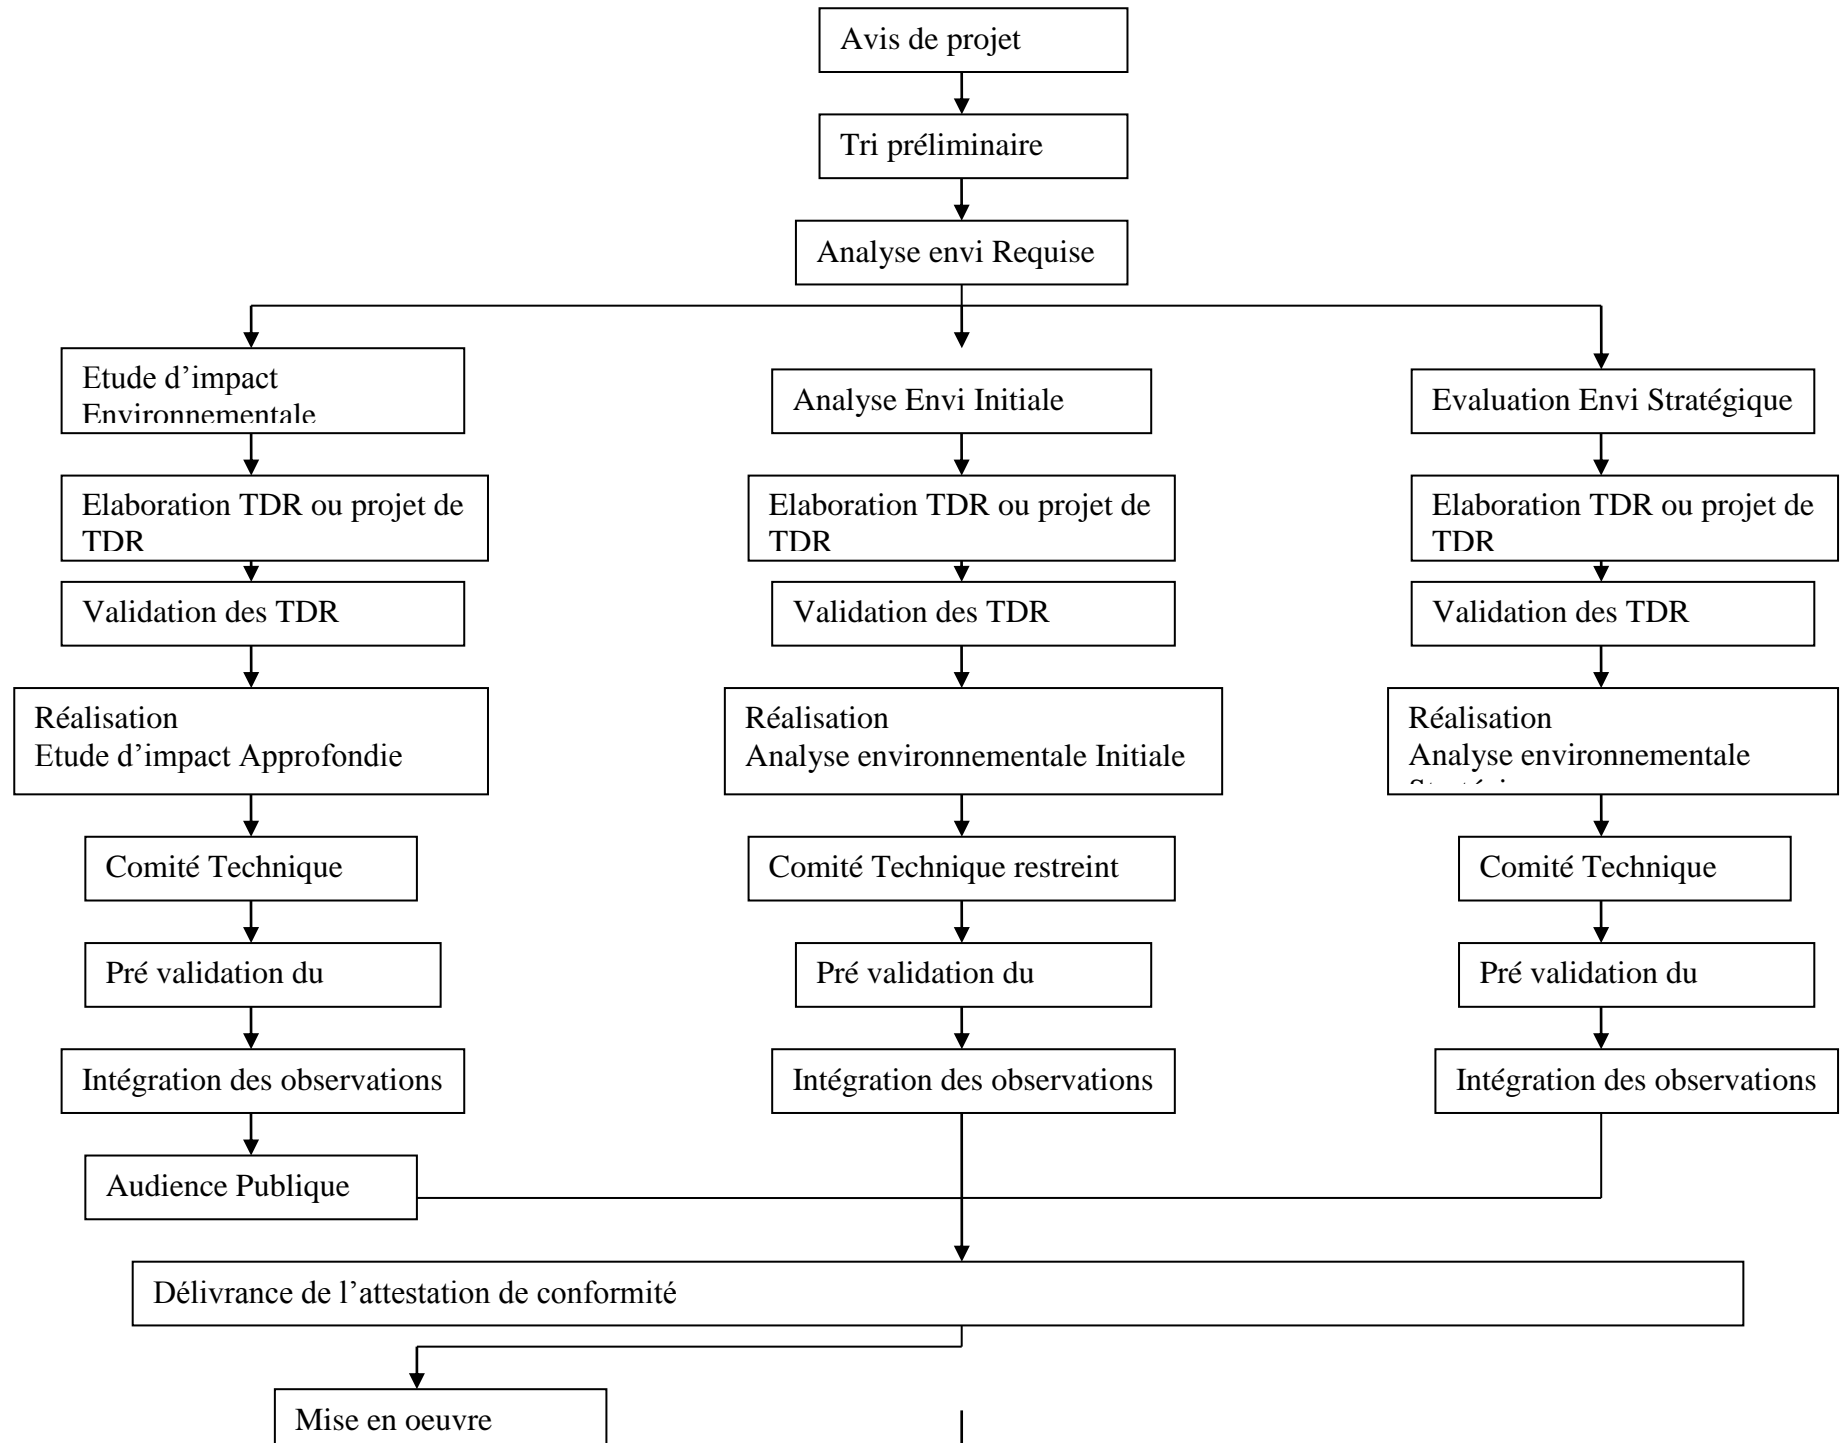 Avis de projet
Tri préliminaire
Analyse envi Requise
Etude d’impact
Environnementale
Analyse Envi Initiale
Evaluation Envi Stratégique
Elaboration TDR ou projet de
TDR
Elaboration TDR ou projet de
TDR
Elaboration TDR ou projet de
TDR
Validation des TDR
Validation des TDR
Validation des TDR
Réalisation
Etude d’impact Approfondie
Réalisation
Analyse environnementale Initiale
Réalisation
Analyse environnementale
Comité Technique
Comité Technique restreint
Comité Technique
Pré validation du
Pré validation du
Pré validation du
Intégration des observations
Intégration des observations
Intégration des observations
Audience Publique
Délivrance de l’attestation de conformité
Mise en oeuvre